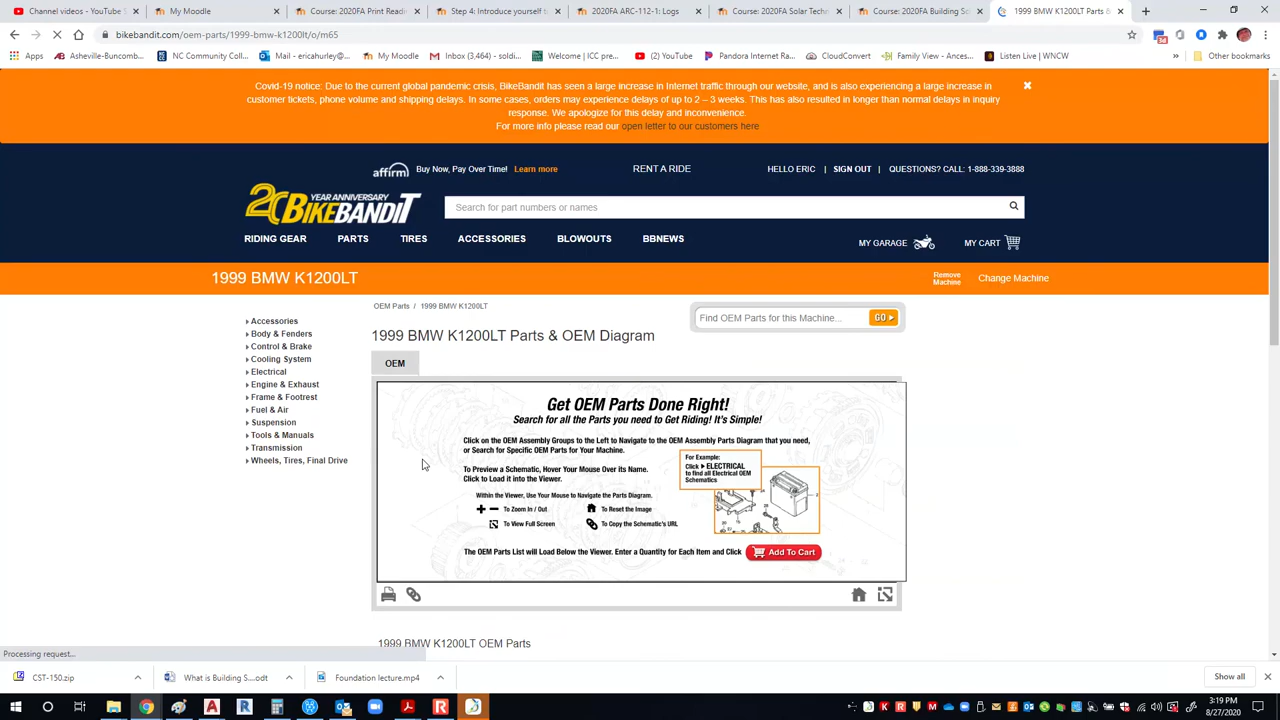 Channel videos - YouTube
My Moodle
Course: 2020FA Print Readin
Step 4: Introduction of
Course: 2020FA ARC-112-1: Logs
Course: 2020FA Solar Techn
Course: 2020FA Building Sc
1999 BMW K1200LT Parts &
bikebandit.com/oem-parts/1999-bmw-k1200lt/o/m65
Apps
Asheville-Buncomb...
NC Community Coll...
Mail – ericahurley@...
My Moodle
Inbox (3,464) - soldi...
Welcome | ICC pre...
(2) YouTube
Pandora Internet Ra...
CloudConvert
Family View - Ances...
Listen Live | WNCW
»
Other bookmarks
Covid-19 notice: Due to the current global pandemic crisis, BikeBandit has seen a large increase in Internet traffic through our website, and is also experiencing a large increase in
customer tickets, phone volume and shipping delays. In some cases, orders may experience delays of up to 2 – 3 weeks. This has also resulted in longer than normal delays in inquiry
response. We apologize for this delay and inconvenience.
For more info please read our open letter to our customers here
affirm Buy Now, Pay Over Time! Learn more
RENT A RIDE
HELLO ERIC | SIGN OUT | QUESTIONS? CALL: 1-888-339-3888
20 YEAR ANNIVERSARY
BIKEBANDIT
Search for part numbers or names
RIDING GEAR PARTS TIRES ACCESSORIES BLOWOUTS BBNEWS
MY GARAGE
MY CART
1999 BMW K1200LT
Remove
Machine
Change Machine
OEM Parts / 1999 BMW K1200LT
Find OEM Parts for this Machine...
GO
Accessories
Body & Fenders
Control & Brake
Cooling System
Electrical
Engine & Exhaust
Frame & Footrest
Fuel & Air
Suspension
Tools & Manuals
Transmission
Wheels, Tires, Final Drive
1999 BMW K1200LT Parts & OEM Diagram
OEM
Get OEM Parts Done Right!
Search for all the Parts you need to Get Riding! It's Simple!
Click on the OEM Assembly Groups to the Left to Navigate to the OEM Assembly Parts Diagram that you need,
or Search for Specific OEM Parts for Your Machine.
To Preview a Schematic, Hover Your Mouse Over its Name.
Click to Load it into the Viewer.
Within the Viewer, Use Your Mouse to Navigate the Parts Diagram.
To Zoom In / Out
To Reset the Image
To View Full Screen
To Copy the Schematic's URL
For Example:
Click ELECTRICAL
to find all Electrical OEM
Schematics
The OEM Parts List will Load Below the Viewer. Enter a Quantity for Each Item and Click
Add To Cart
1999 BMW K1200LT OEM Parts
Processing request...
CST-150.zip
What is Building S....odt
Foundation lecture.mp4
Show all
3:19 PM
8/27/2020